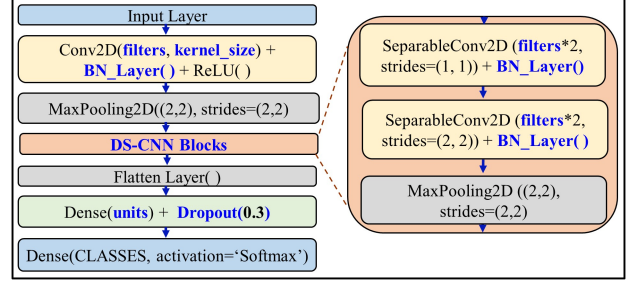 Input Layer
Conv2D(filters, kernel_size) +
BN_Layer( ) + ReLU( )
MaxPooling2D((2,2), strides=(2,2)
DS-CNN Blocks
Flatten Layer( )
Dense(units) + Dropout(0.3)
Dense(CLASSES, activation=‘Softmax’)
SeparableConv2D (filters*2,
strides=(1, 1)) + BN_Layer()
SeparableConv2D (filters*2,
strides=(2, 2)) + BN_Layer( )
MaxPooling2D ((2,2),
strides=(2,2)